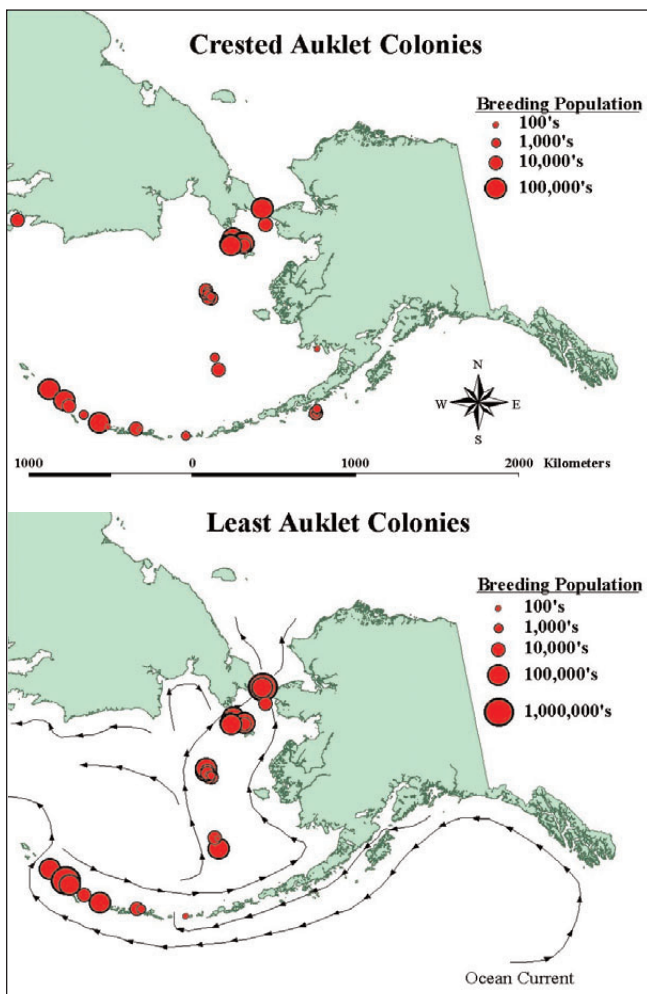 Crested Auklet Colonies
Breeding Population
100's
1,000's
10,000's
100,000's
N
W E
S
1000 0 1000 2000 Kilometers
Least Auklet Colonies
Breeding Population
100's
1,000's
10,000's
100,000's
1,000,000's
Ocean Current